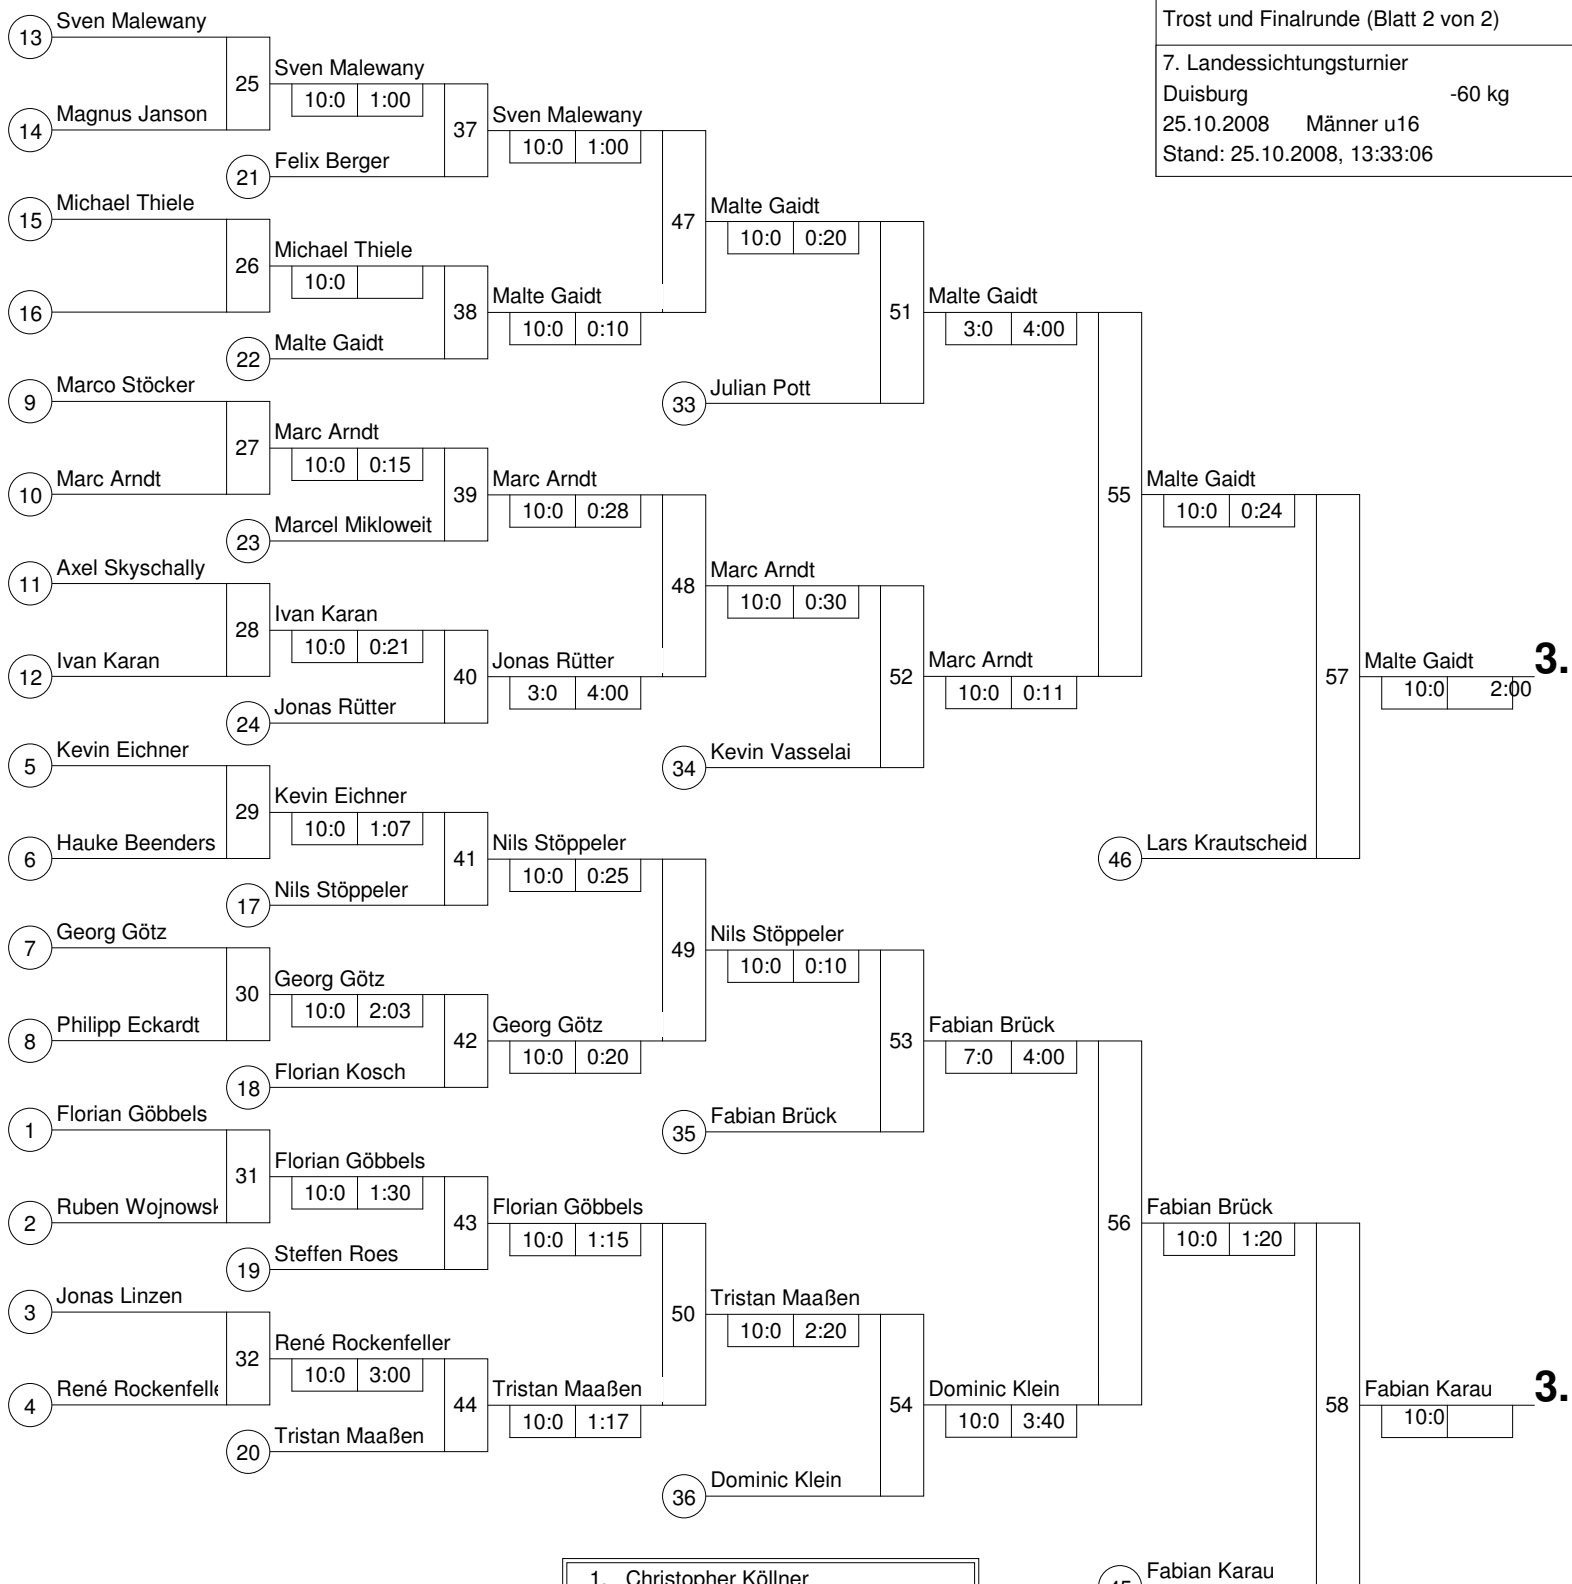 Trost und Finalrunde (Blatt 2 von 2)
7. Landessichtungsturnier
Duisburg -60 kg
25.10.2008 Männer u16
Stand: 25.10.2008, 13:33:06
13 Sven Malewany
25 Sven Malewany
10:0 1:00
14 Magnus Janson
37 Sven Malewany
10:0 1:00
21 Felix Berger
15 Michael Thiele
47 Malte Gaidt
10:0 0:20
26 Michael Thiele
10:0
16
38 Malte Gaidt
10:0 0:10
51 Malte Gaidt
3:0 4:00
22 Malte Gaidt
9 Marco Stöcker
33 Julian Pott
27 Marc Arndt
10:0 0:15
10 Marc Arndt
39 Marc Arndt
10:0 0:28
55 Malte Gaidt
10:0 0:24
23 Marcel Mikloweit
11 Axel Skyschally
48 Marc Arndt
10:0 0:30
28 Ivan Karan
10:0 0:21
12 Ivan Karan
40 Jonas Rütter
3:0 4:00
52 Marc Arndt
10:0 0:11
57 Malte Gaidt 3.
10:0 2:00
24 Jonas Rütter
5 Kevin Eichner
34 Kevin Vasselai
29 Kevin Eichner
10:0 1:07
6 Hauke Beenders
41 Nils Stöppeler
10:0 0:25
46 Lars Krautscheid
17 Nils Stöppeler
7 Georg Götz
49 Nils Stöppeler
10:0 0:10
30 Georg Götz
10:0 2:03
8 Philipp Eckardt
42 Georg Götz
10:0 0:20
53 Fabian Brück
7:0 4:00
18 Florian Kosch
1 Florian Göbbels
35 Fabian Brück
31 Florian Göbbels
10:0 1:30
2 Ruben Wojnowsk
43 Florian Göbbels
10:0 1:15
56 Fabian Brück
10:0 1:20
19 Steffen Roes
3 Jonas Linzen
50 Tristan Maaßen
10:0 2:20
32 René Rockenfeller
10:0 3:00
4 René Rockenfelle
44 Tristan Maaßen
10:0 1:17
54 Dominic Klein
10:0 3:40
58 Fabian Karau 3.
10:0
20 Tristan Maaßen
36 Dominic Klein
1. Christopher Köllner
45 Fabian Karau